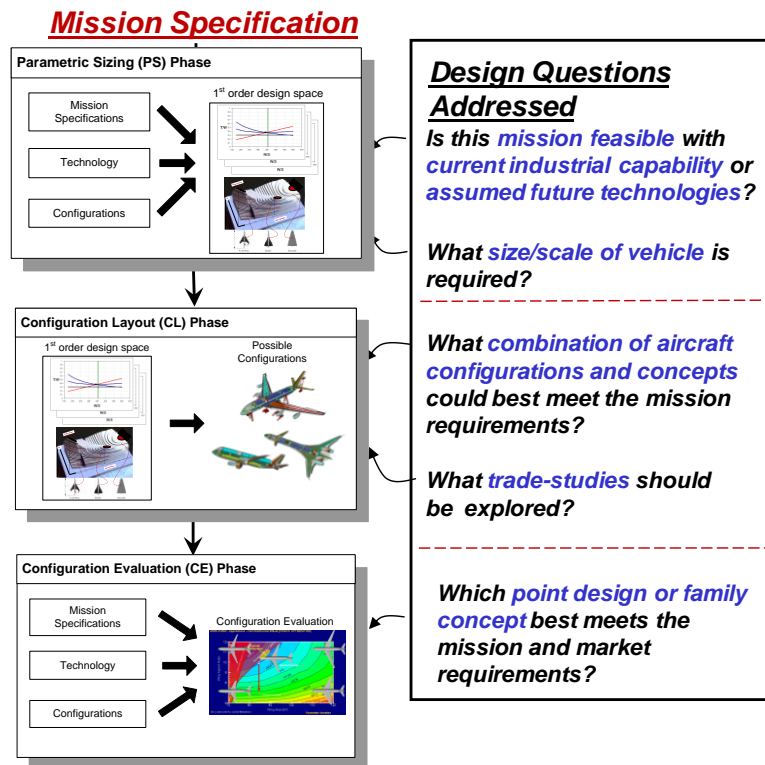 Mission Specification
Parametric Sizing (PS) Phase
Mission
Specifications
Technology
Configurations
1st order design space
T/W
W/S
W/S
W/S
Configuration Layout (CL) Phase
1st order design space
T/W
W/S
W/S
W/S
Possible
Configurations
Configuration Evaluation (CE) Phase
Mission
Specifications
Technology
Configurations
Configuration Evaluation
Design Questions
Addressed
Is this mission feasible with
current industrial capability or
assumed future technologies?
What size/scale of vehicle is
required?
What combination of aircraft
configurations and concepts
could best meet the mission
requirements?
What trade-studies should
be explored?
Which point design or family
concept best meets the
mission and market
requirements?